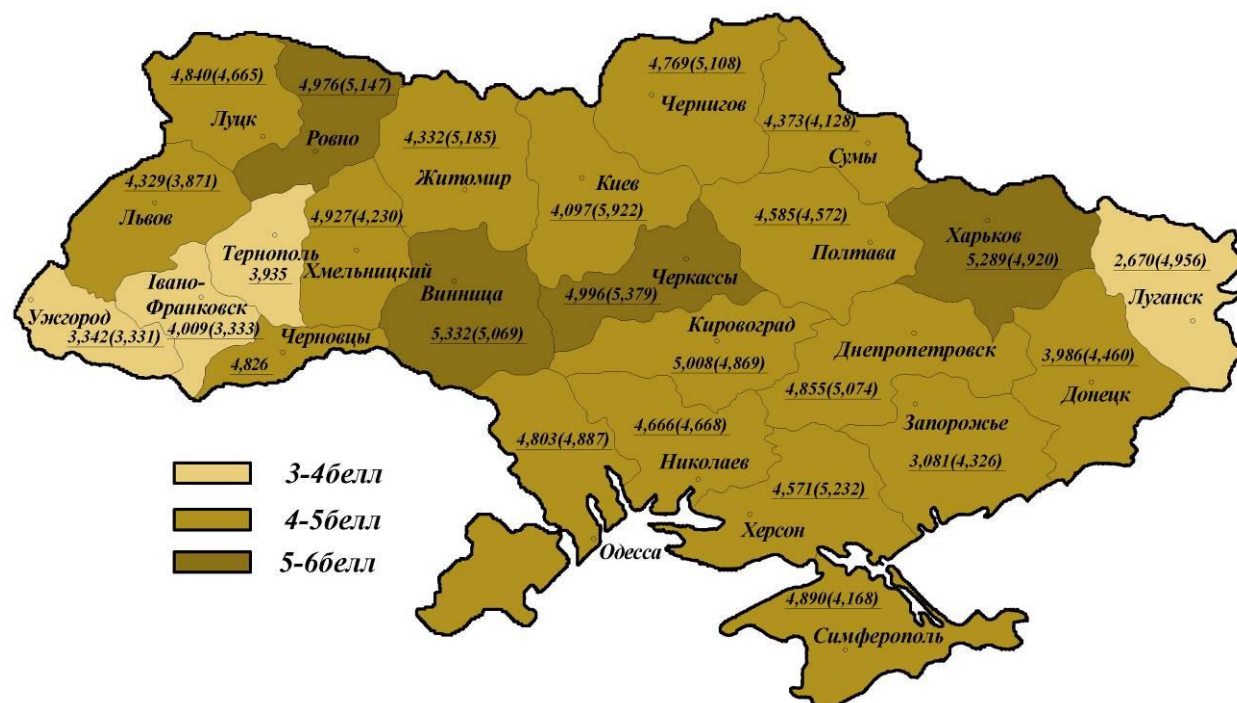 4,769(5,108)
Чернигов
4,840(4,665)
Луцк
4,976(5,147)
Ровно
4,373(4,128)
Сумы
4,332(5,185)
Житомир
Киев
4,097(5,922)
4,329(3,871)
Львов
4,927(4,230)
Хмельницкий
4,585(4,572)
Полтава
Харьков
5,289(4,920)
2,670(4,956)
Луганск
Тернополь
3,935
Івано-
Франковск
4,009(3,333)
Ужгород
3,342(3,331)
Черновцы
4,826
Винница
5,332(5,069)
Черкассы
4,996(5,379)
Кировоград
5,008(4,869)
Днепропетровск
4,855(5,074)
3,986(4,460)
Донецк
Запорожье
3,081(4,326)
4,803(4,887)
Одесса
4,666(4,668)
Николаев
4,571(5,232)
Херсон
4,890(4,168)
Симферополь
3-4белл
4-5белл
5-6белл